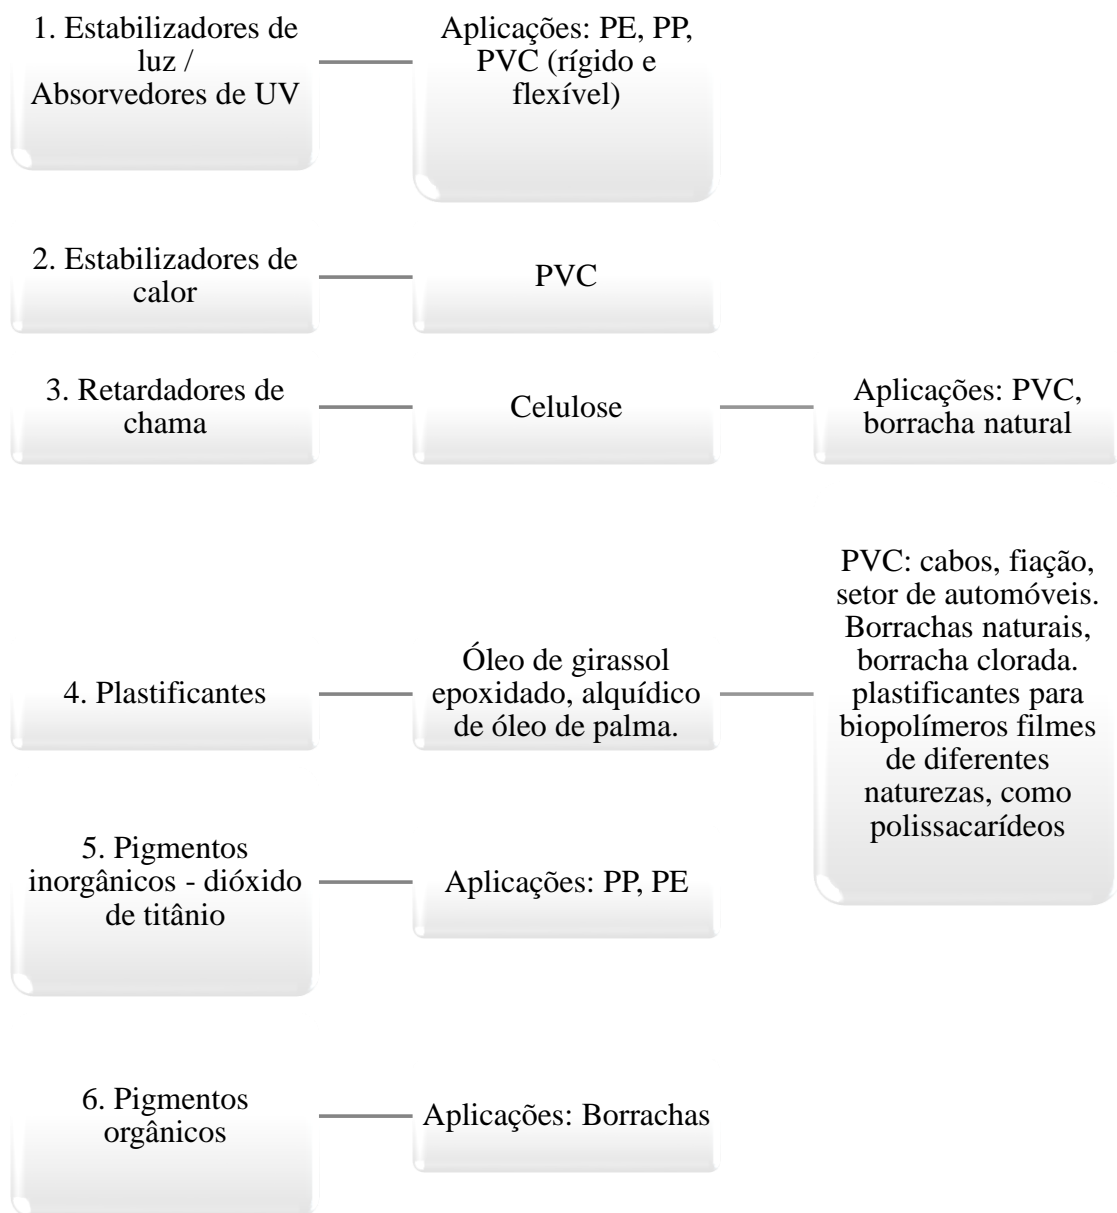 1. Estabilizadores de
luz /
Absorvedores de UV
Aplicações: PE, PP,
PVC (rígido e
flexível)
2. Estabilizadores de
calor
PVC
3. Retardadores de
chama
Celulose
Aplicações: PVC,
borracha natural
4. Plastificantes
Óleo de girassol
epoxidado, alquídico
de óleo de palma.
PVC: cabos, fiação,
setor de automóveis.
Borrachas naturais,
borracha clorada.
plastificantes para
biopolímeros filmes
de diferentes
naturezas, como
polissacarídeos
5. Pigmentos
inorgânicos - dióxido
de titânio
Aplicações: PP, PE
6. Pigmentos
orgânicos
Aplicações: Borrachas